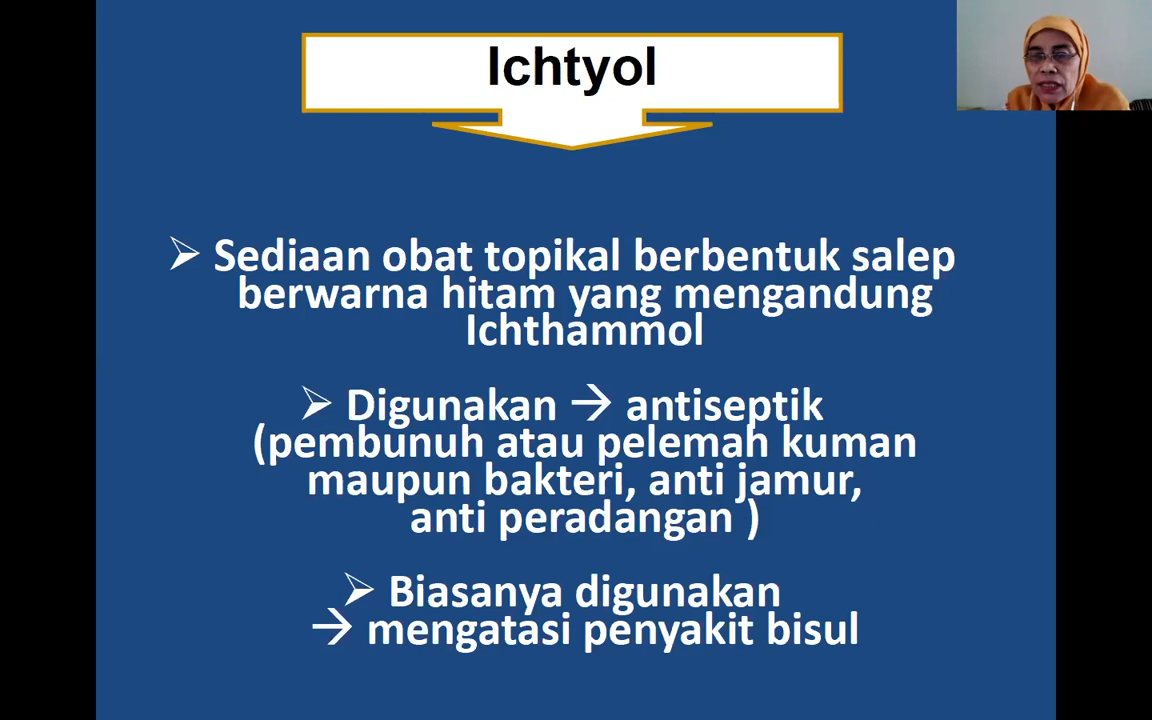 Ichtyol
➢ Sediaan obat topikal berbentuk salep
berwarna hitam yang mengandung
Ichthammol
➢ Digunakan → antiseptik
(pembunuh atau pelemah kuman
maupun bakteri, anti jamur,
anti peradangan )
➢ Biasanya digunakan
→ mengatasi penyakit bisul